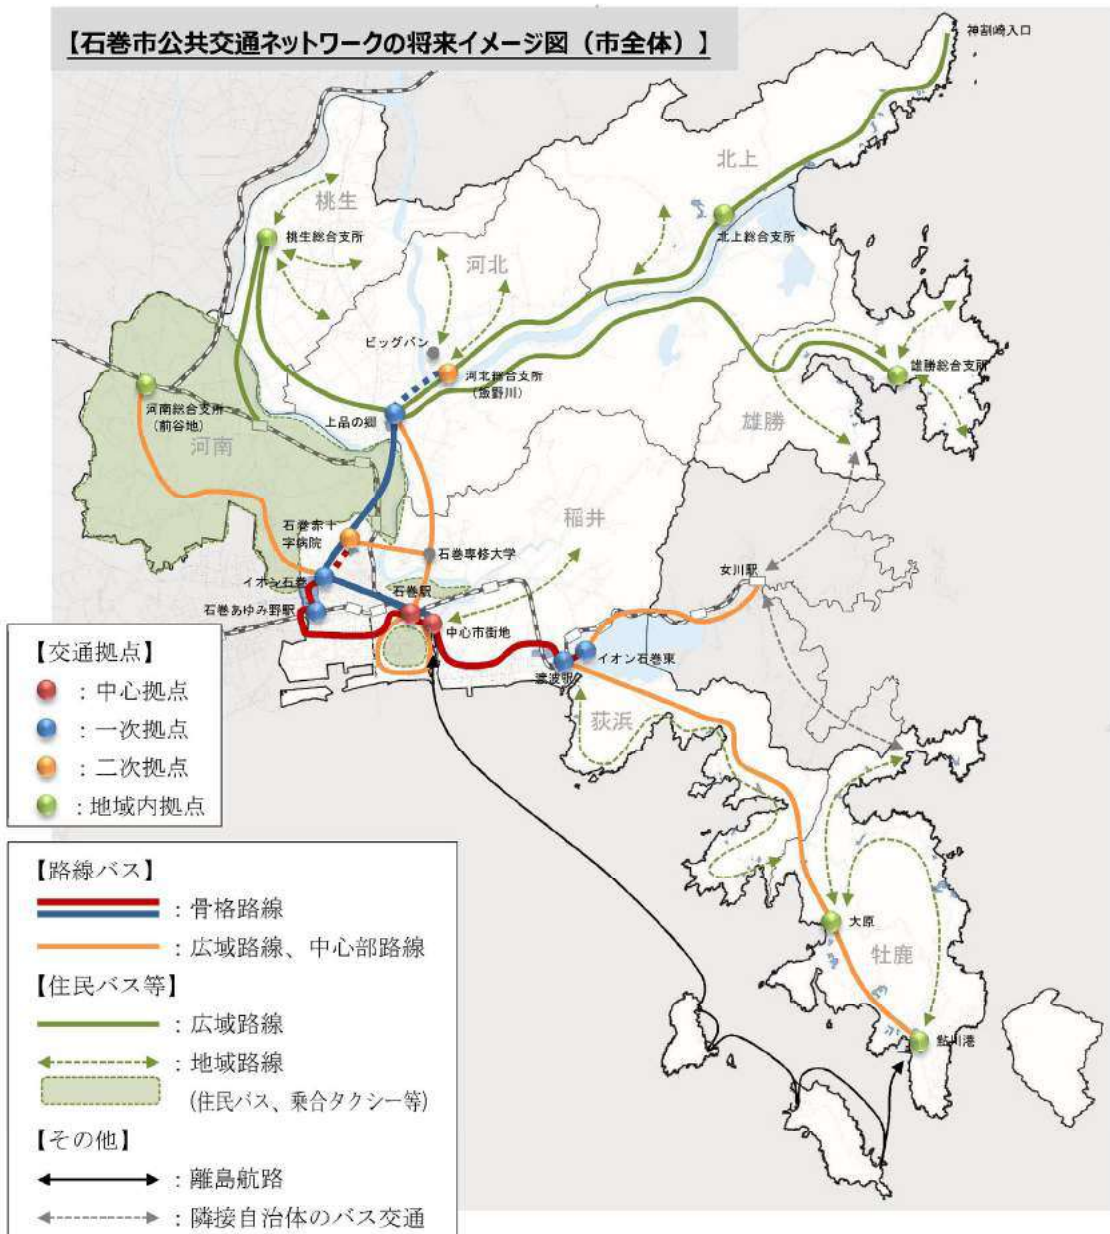 【石巻市公共交通ネットワークの将来イメージ図（市全体）】
神割崎入口
北上
桃生
桃生総合支所
北上総合支所
河北
ビッグバン
河北総合支所
（飯野川）
雄勝総合支所
河南総合支所
（前谷地）
上品の郷
河南
雄勝
稲井
石巻赤十
字病院
石巻専修大学
イオン石巻
石巻駅
女川駅
石巻あゆみ野駅
中心市街地
イオン石巻東
渡波駅
荻浜
大原
牡鹿
鮎川港
【交通拠点】
：中心拠点
：一次拠点
：二次拠点
：地域内拠点
【路線バス】
：骨格路線
：広域路線、中心部路線
【住民バス等】
：広域路線
：地域路線
（住民バス、乗合タクシー等）
【その他】
：離島航路
：隣接自治体のバス交通